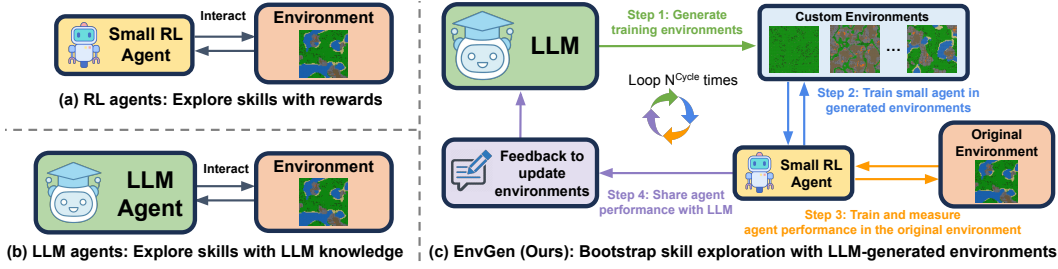 Small RL
Agent
Interact
Environment
(a) RL agents: Explore skills with rewards
LLM
Agent
Interact
Environment
(b) LLM agents: Explore skills with LLM knowledge
LLM
Step 1: Generate
training environments
Custom Environments
...
Loop N^Cycle times
Step 2: Train small agent in
generated environments
Feedback to
update
environments
Small RL
Agent
Original
Environment
Step 4: Share agent
performance with LLM
Step 3: Train and measure
agent performance in the original environment
(c) EnvGen (Ours): Bootstrap skill exploration with LLM-generated environments